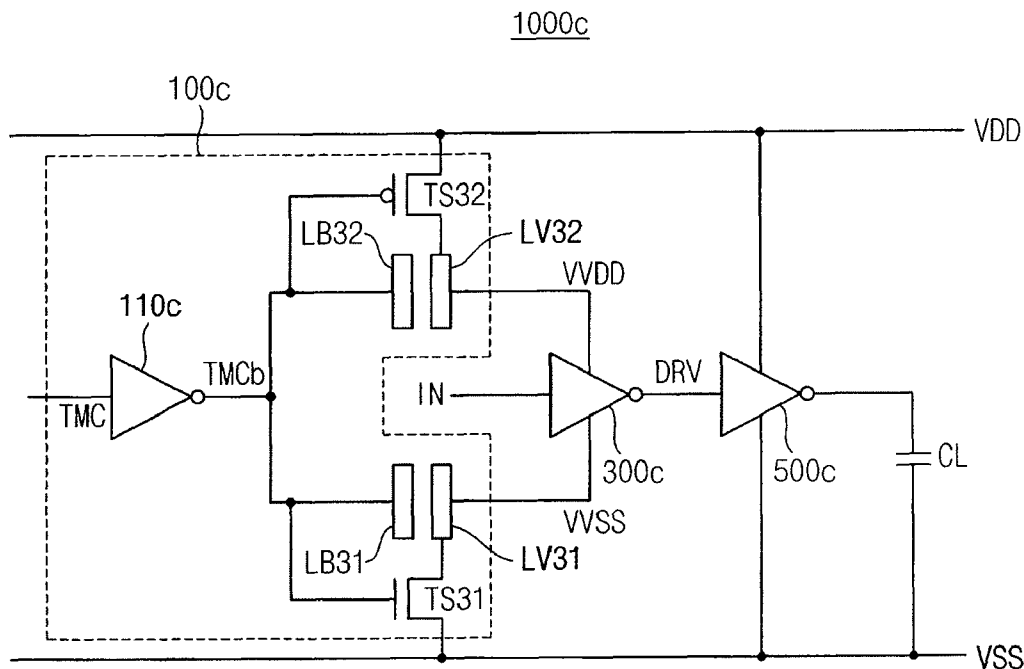 1000c
100c
VDD
TS32
LB32
LV32
VVDD
110c
TMCb
TMC
IN
DRV
300c
500c
CL
VVSS
LB31
LV31
TS31
VSS